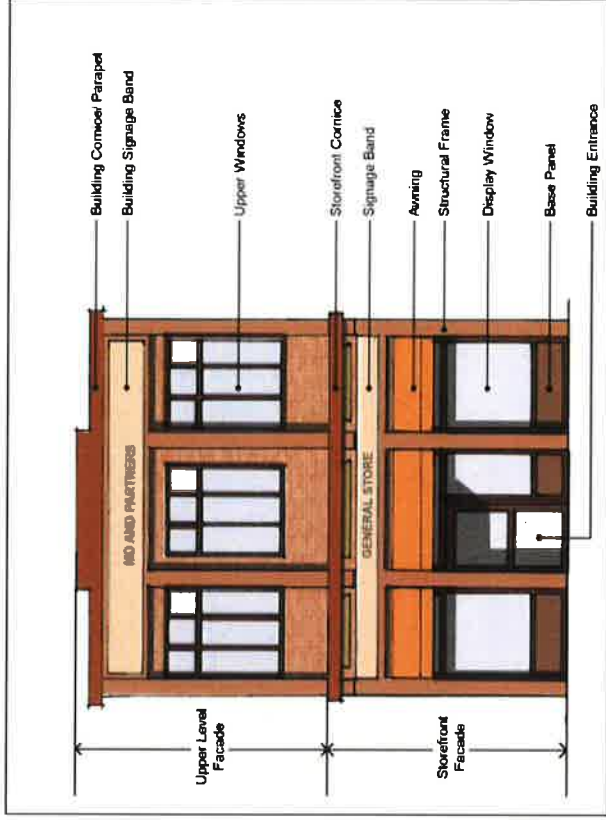 Building Cornice/ Parapet
Building Signage Band
Upper Windows
Storefront Cornice
Signage Band
Awning
Structural Frame
Display Window
Base Panel
Building Entrance
MD AND PARTNERS
GENERAL STORE
Upper Level
Facade
Storefront
Facade